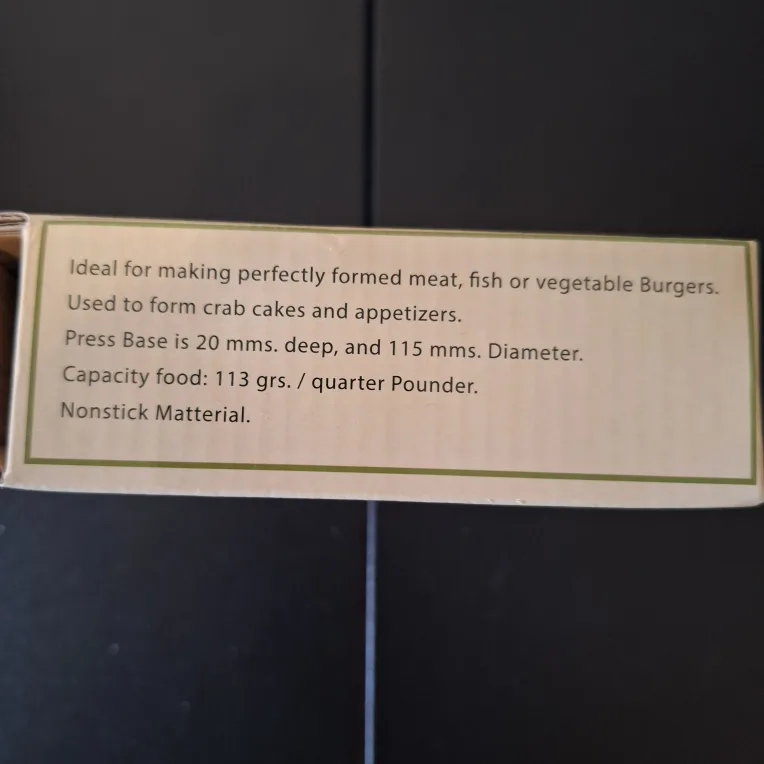 Ideal for making perfectly formed meat, fish or vegetable Burgers.
Used to form crab cakes and appetizers.
Press Base is 20 mms. deep, and 115 mms. Diameter.
Capacity food: 113 grs. / quarter Pounder.
Nonstick Matterial.